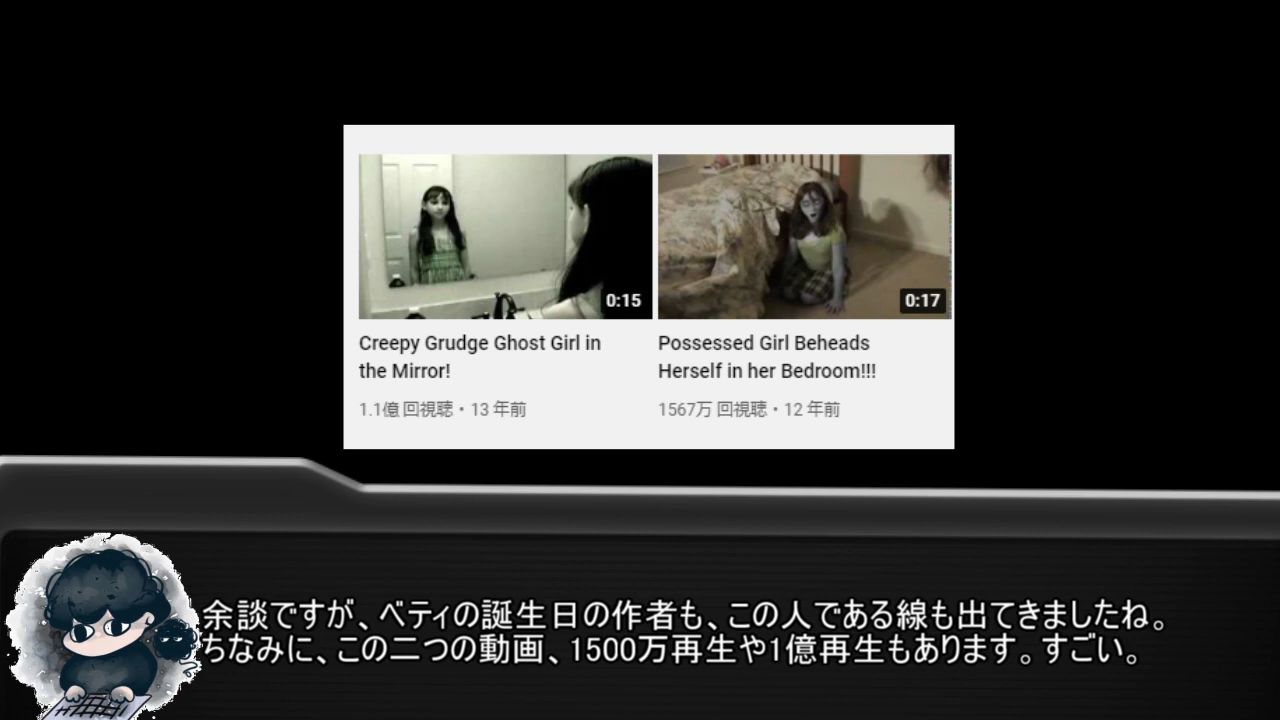 0:15
0:17
Creepy Grudge Ghost Girl in
the Mirror!
1.1億 回視聴・13 年前
Possessed Girl Beheads
Herself in her Bedroom!!!
1567万 回視聴・12 年前
余談ですが、ベティの誕生日の作者も、この人である線も出てきましたね。
ちなみに、この二つの動画、1500万再生や1億再生もあります。すごい。